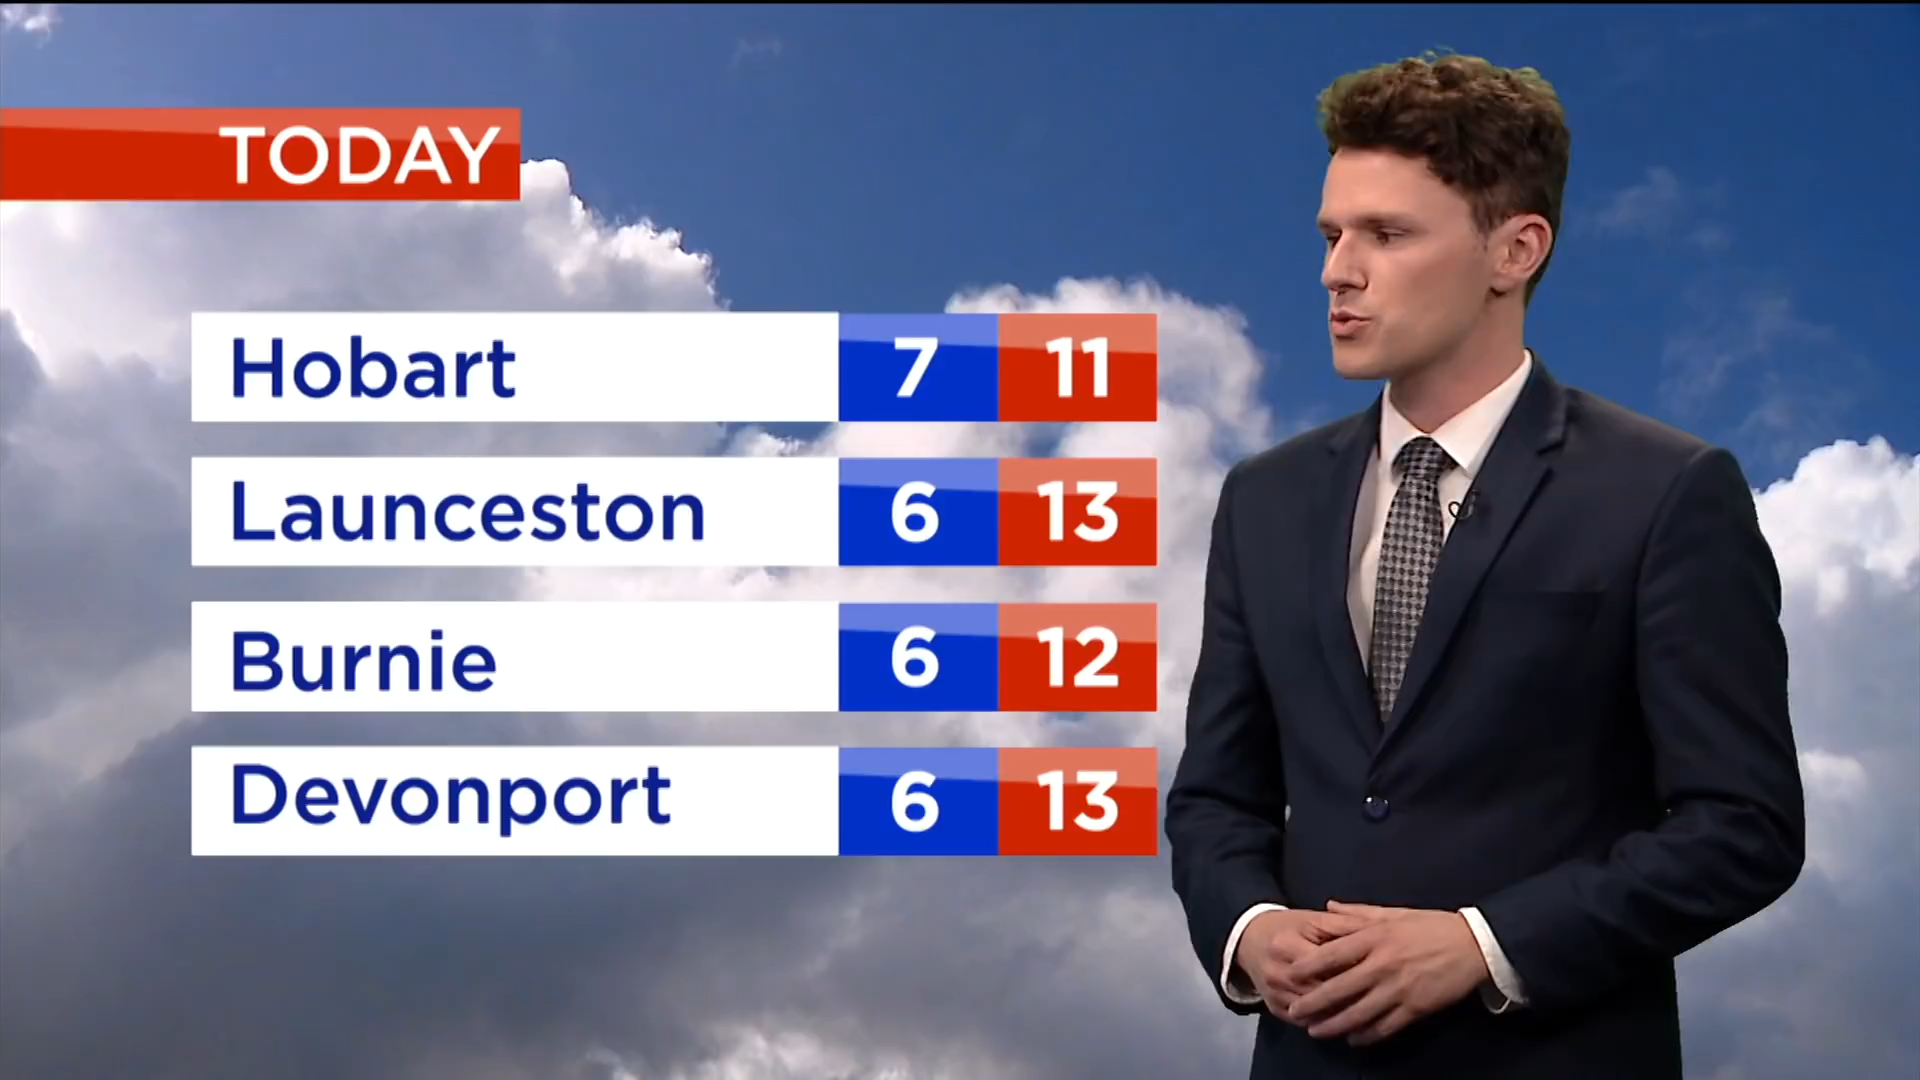 TODAY
Hobart 7 11
Launceston 6 13
Burnie 6 12
Devonport 6 13